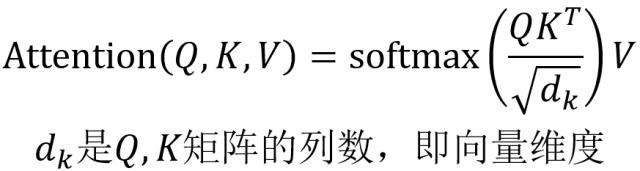 Attention(Q, K, V) = softmax(QK^T / √d_k)V
d_k是Q, K矩阵的列数，即向量维度